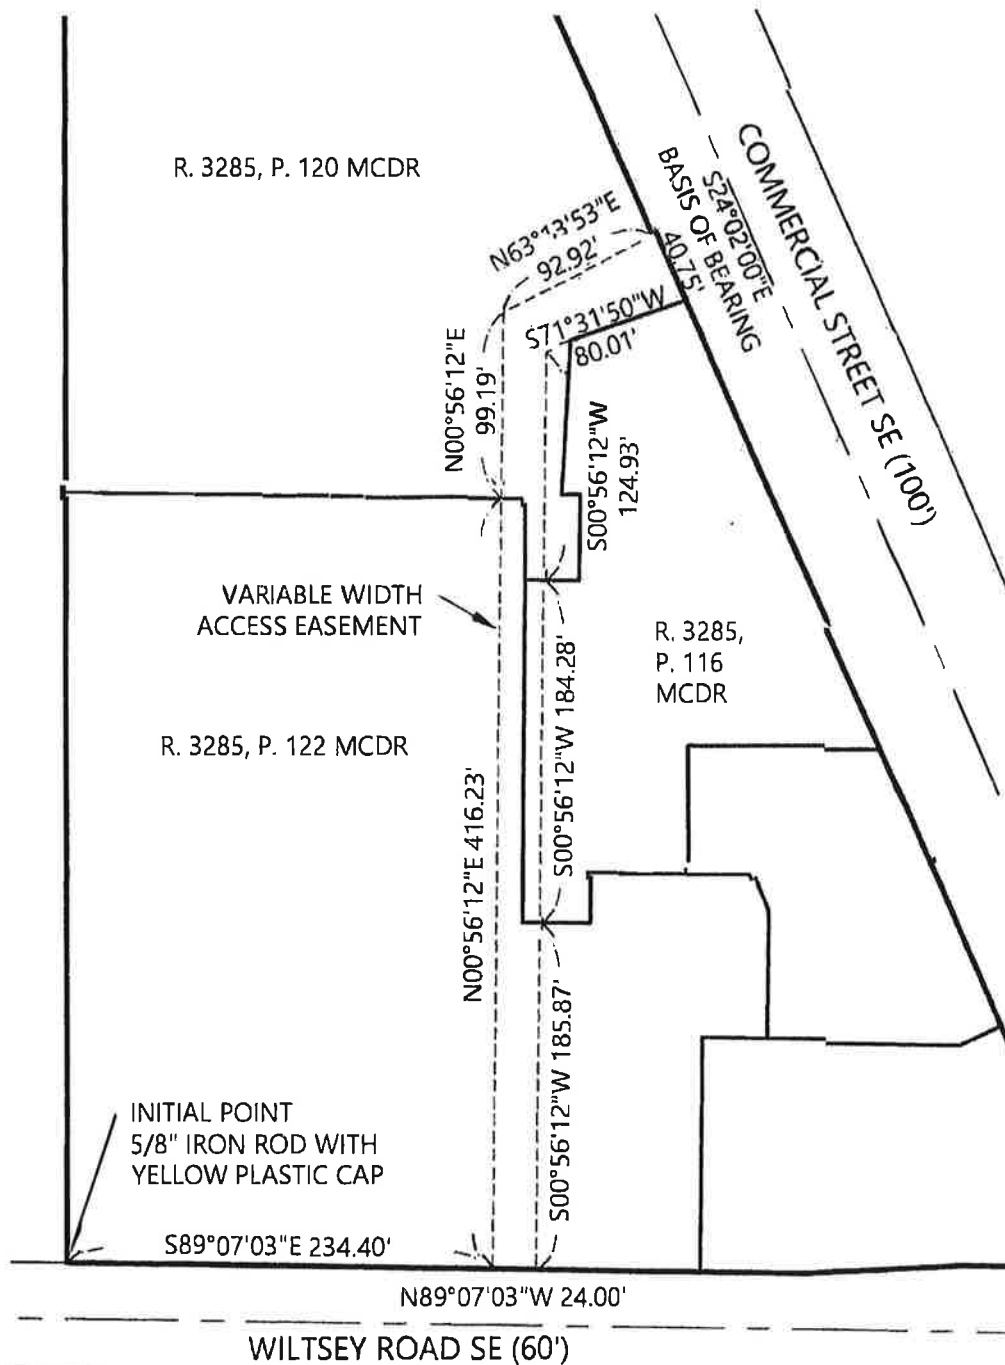 R. 3285, P. 120 MCDR
N63°13'53"E
92.92'
COMMERCIAL STREET SE (100')
S24°02'00"E
BASIS OF BEARING
40.75'
S71°31'50"W
80.01'
N00°56'12"E
99.19'
S00°56'12"W
124.93'
VARIABLE WIDTH
ACCESS EASEMENT
R. 3285,
P. 116
MCDR
S00°56'12"W 184.28'
R. 3285, P. 122 MCDR
N00°56'12"E 416.23'
S00°56'12"W 185.87'
INITIAL POINT
5/8" IRON ROD WITH
YELLOW PLASTIC CAP
S89°07'03"E 234.40'
N89°07'03"W 24.00'
WILTSEY ROAD SE (60')